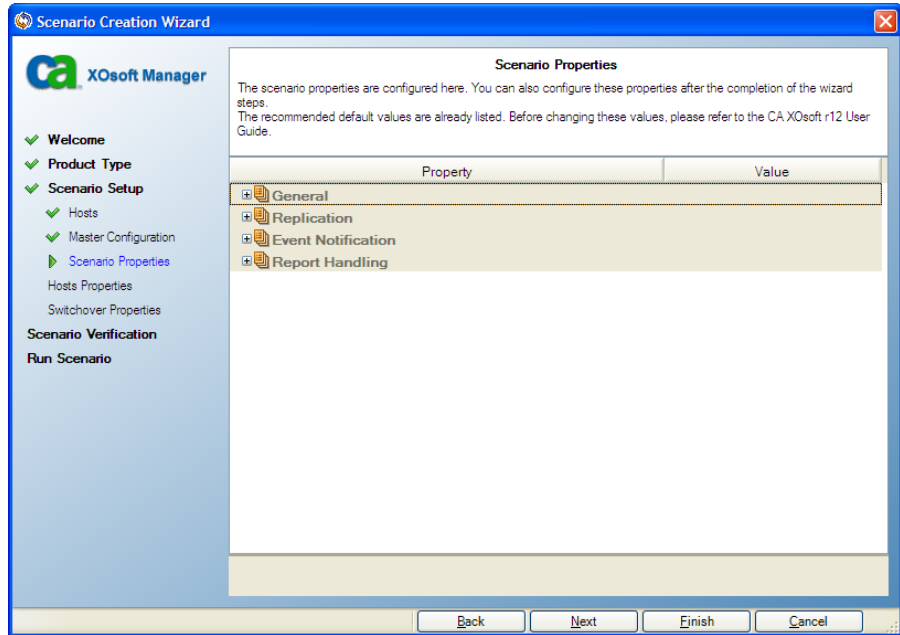 Scenario Creation Wizard
ca XOsoft Manager
Welcome
Product Type
Scenario Setup
Hosts
Master Configuration
Scenario Properties
Hosts Properties
Switchover Properties
Scenario Verification
Run Scenario
Scenario Properties
The scenario properties are configured here. You can also configure these properties after the completion of the wizard
steps.
The recommended default values are already listed. Before changing these values, please refer to the CA XOsoft r12 User
Guide.
Property Value
General
Replication
Event Notification
Report Handling
Back Next Finish Cancel